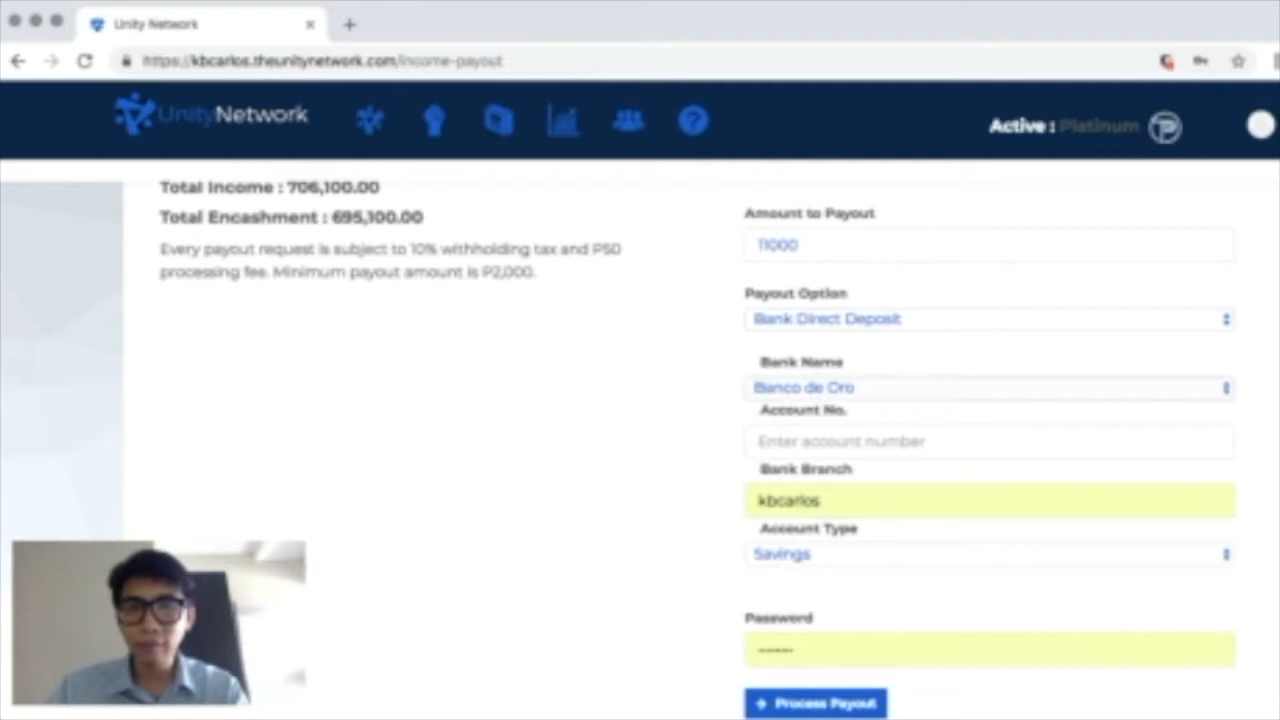 Unity Network
https://kbcarlos.theunitynetwork.com/income-payout
UnityNetwork
Active : Platinum
Total Income : 706,100.00
Total Encashment : 695,100.00
Every payout request is subject to 10% withholding tax and P50
processing fee. Minimum payout amount is P2,000.
Amount to Payout
11000
Payout Option
Bank Direct Deposit
Bank Name
Banco de Oro
Account No.
Enter account number
Bank Branch
kbcarlos
Account Type
Savings
Password
Process Payout